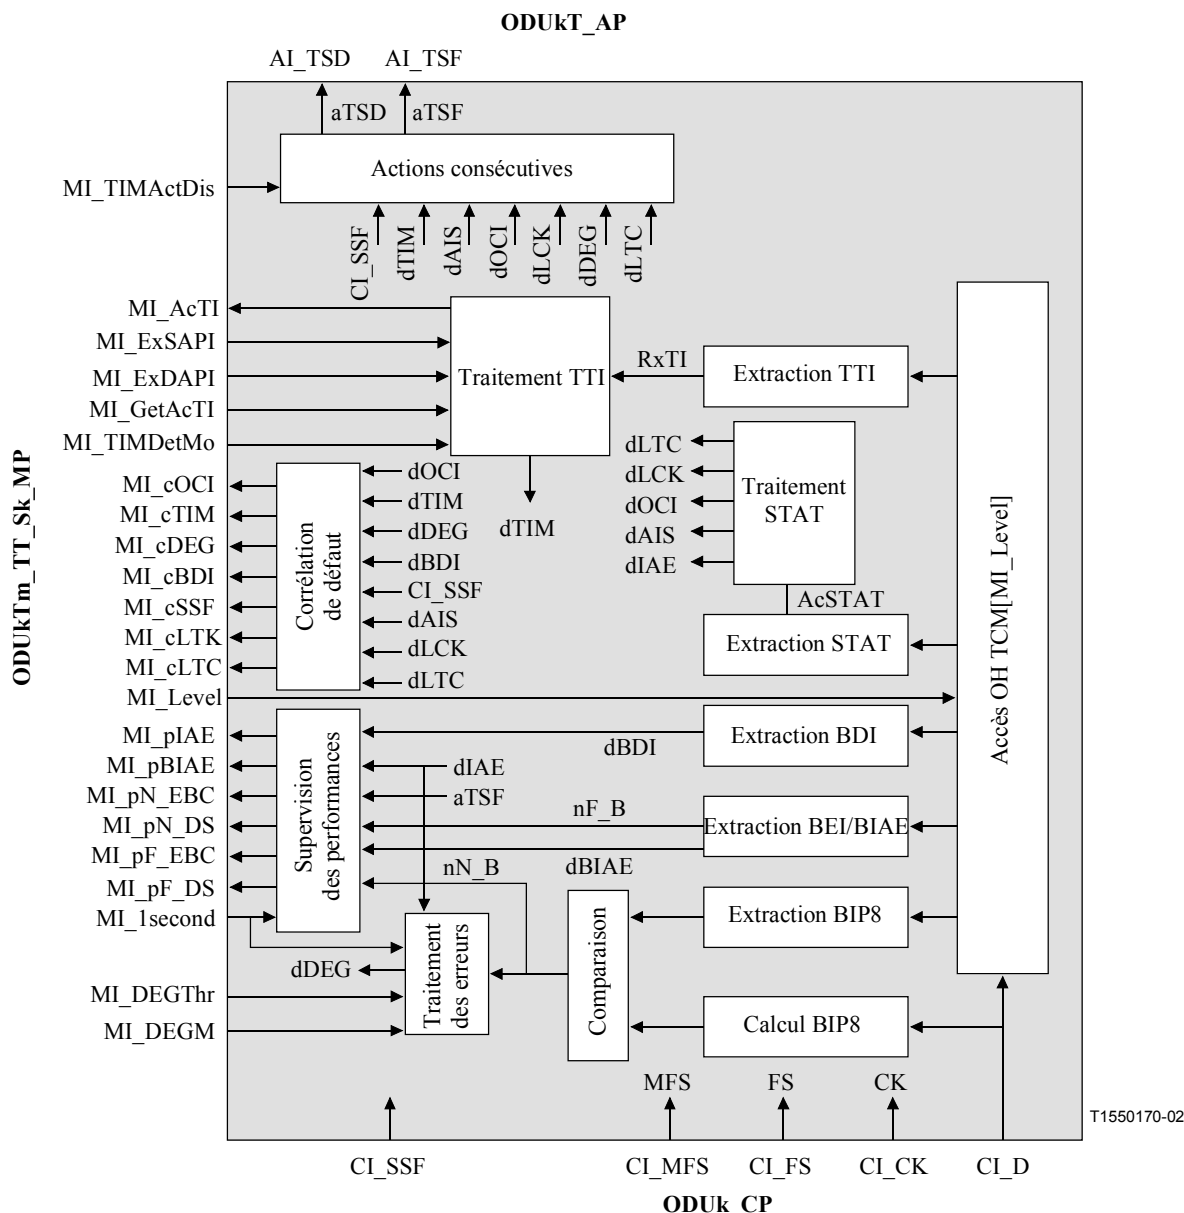 ODUkT_AP
AI_TSD
AI_TSF
aTSD
aTSF
Actions consécutives
MI_TIMActDis
CI_SSF
dTIM
dAIS
dOCI
dLCK
dDEG
dLTC
MI_AcTI
MI_ExSAPI
MI_ExDAPI
MI_GetAcTI
MI_TIMDetMo
Traitement TTI
RxTI
Extraction TTI
dTIM
dLTC
dLCK
dOCI
dAIS
dIAE
Traitement
STAT
AcSTAT
Extraction STAT
Accès OH TCM[MI_Level]
ODUkTm_TT_Sk_MP
MI_cOCI
MI_cTIM
MI_cDEG
MI_cBDI
MI_cSSF
MI_cLTK
MI_cLTC
MI_Level
Corrélation
de défaut
dOCI
dTIM
dDEG
dBDI
CI_SSF
dAIS
dLCK
dLTC
MI_pIAE
MI_pBIAE
MI_pN_EBC
MI_pN_DS
MI_pF_EBC
MI_pF_DS
MI_1second
Supervision
des performances
dBDI
Extraction BDI
dIAE
aTSF
nF_B
Extraction BEI/BIAE
dBIAE
nN_B
Extraction BIP8
Comparaison
Traitement
des erreurs
dDEG
MI_DEGThr
MI_DEGM
Calcul BIP8
MFS
FS
CK
T1550170-02
CI_SSF
CI_MFS
CI_FS
CI_CK
CI_D
ODUk_CP